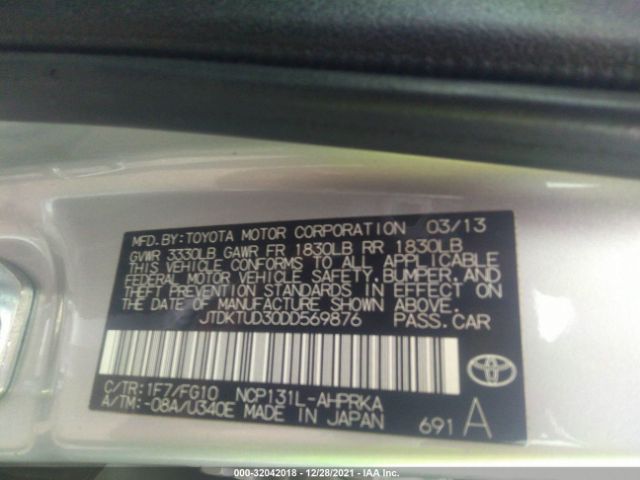 MFD.BY:TOYOTA MOTOR CORPORATION 03/13
GVWR 3330LB GAWR FR 1830LB RR 1830LB
THIS VEHICLE CONFORMS TO ALL APPLICABLE
FEDERAL MOTOR VEHICLE SAFETY, BUMPER, AND
THEFT PREVENTION STANDARDS IN EFFECT ON
THE DATE OF MANUFACTURE SHOWN ABOVE.
JTDKTUD30DD569876 PASS.CAR
C/TR:1F7/FG10 NCP131L-AHPRKA
A/TM:-08A/U340E MADE IN JAPAN 691 A
000-32042018 - 12/28/2021 - IAA Inc.